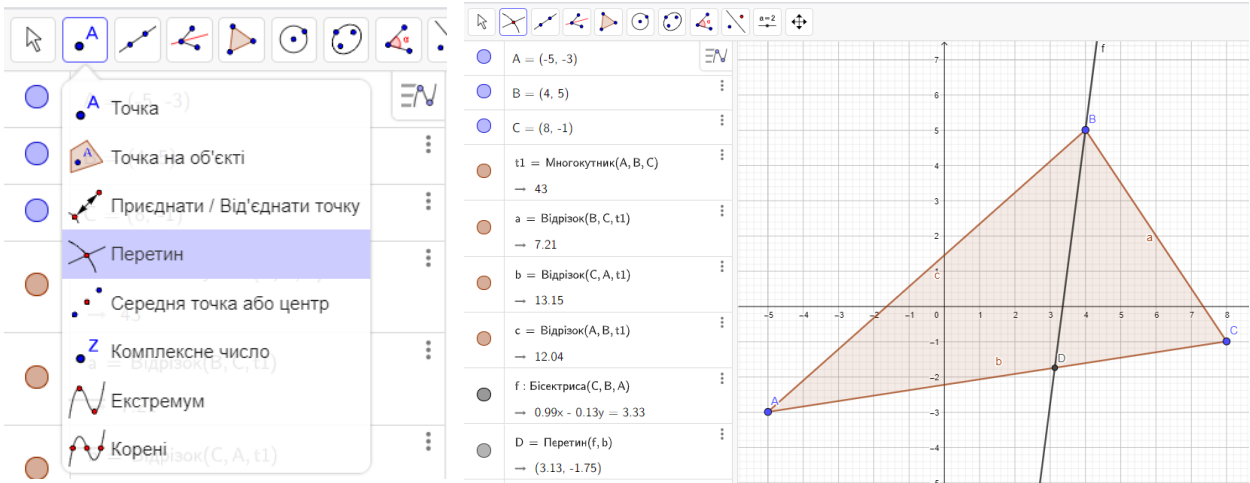 A
α
Точка
A
Точка на об'єкті
Приєднати / Від'єднати точку
Перетин
Середня точка або центр
Z
Комплексне число
Екстремум
Корені
a = Відрізок(B, C, t1)
= Відрізок(C, A, t1)
α
a=2
A = (-5, -3)
B = (4, 5)
C = (8, -1)
t1 = Многокутник(A, B, C)
→ 43
a = Відрізок(B, C, t1)
→ 7.21
b = Відрізок(C, A, t1)
→ 13.15
c = Відрізок(A, B, t1)
→ 12.04
f : Бісектриса(C, B, A)
→ 0.99x - 0.13y = 3.33
D = Перетин(f, b)
→ (3.13, -1.75)
f
7
6
B
5
4
3
2
a
1
c
−5 −4 −3 −2 −1 0 1 2 3 4 5 6 7 8
C
−1
D
b
−2
A
−3
−4